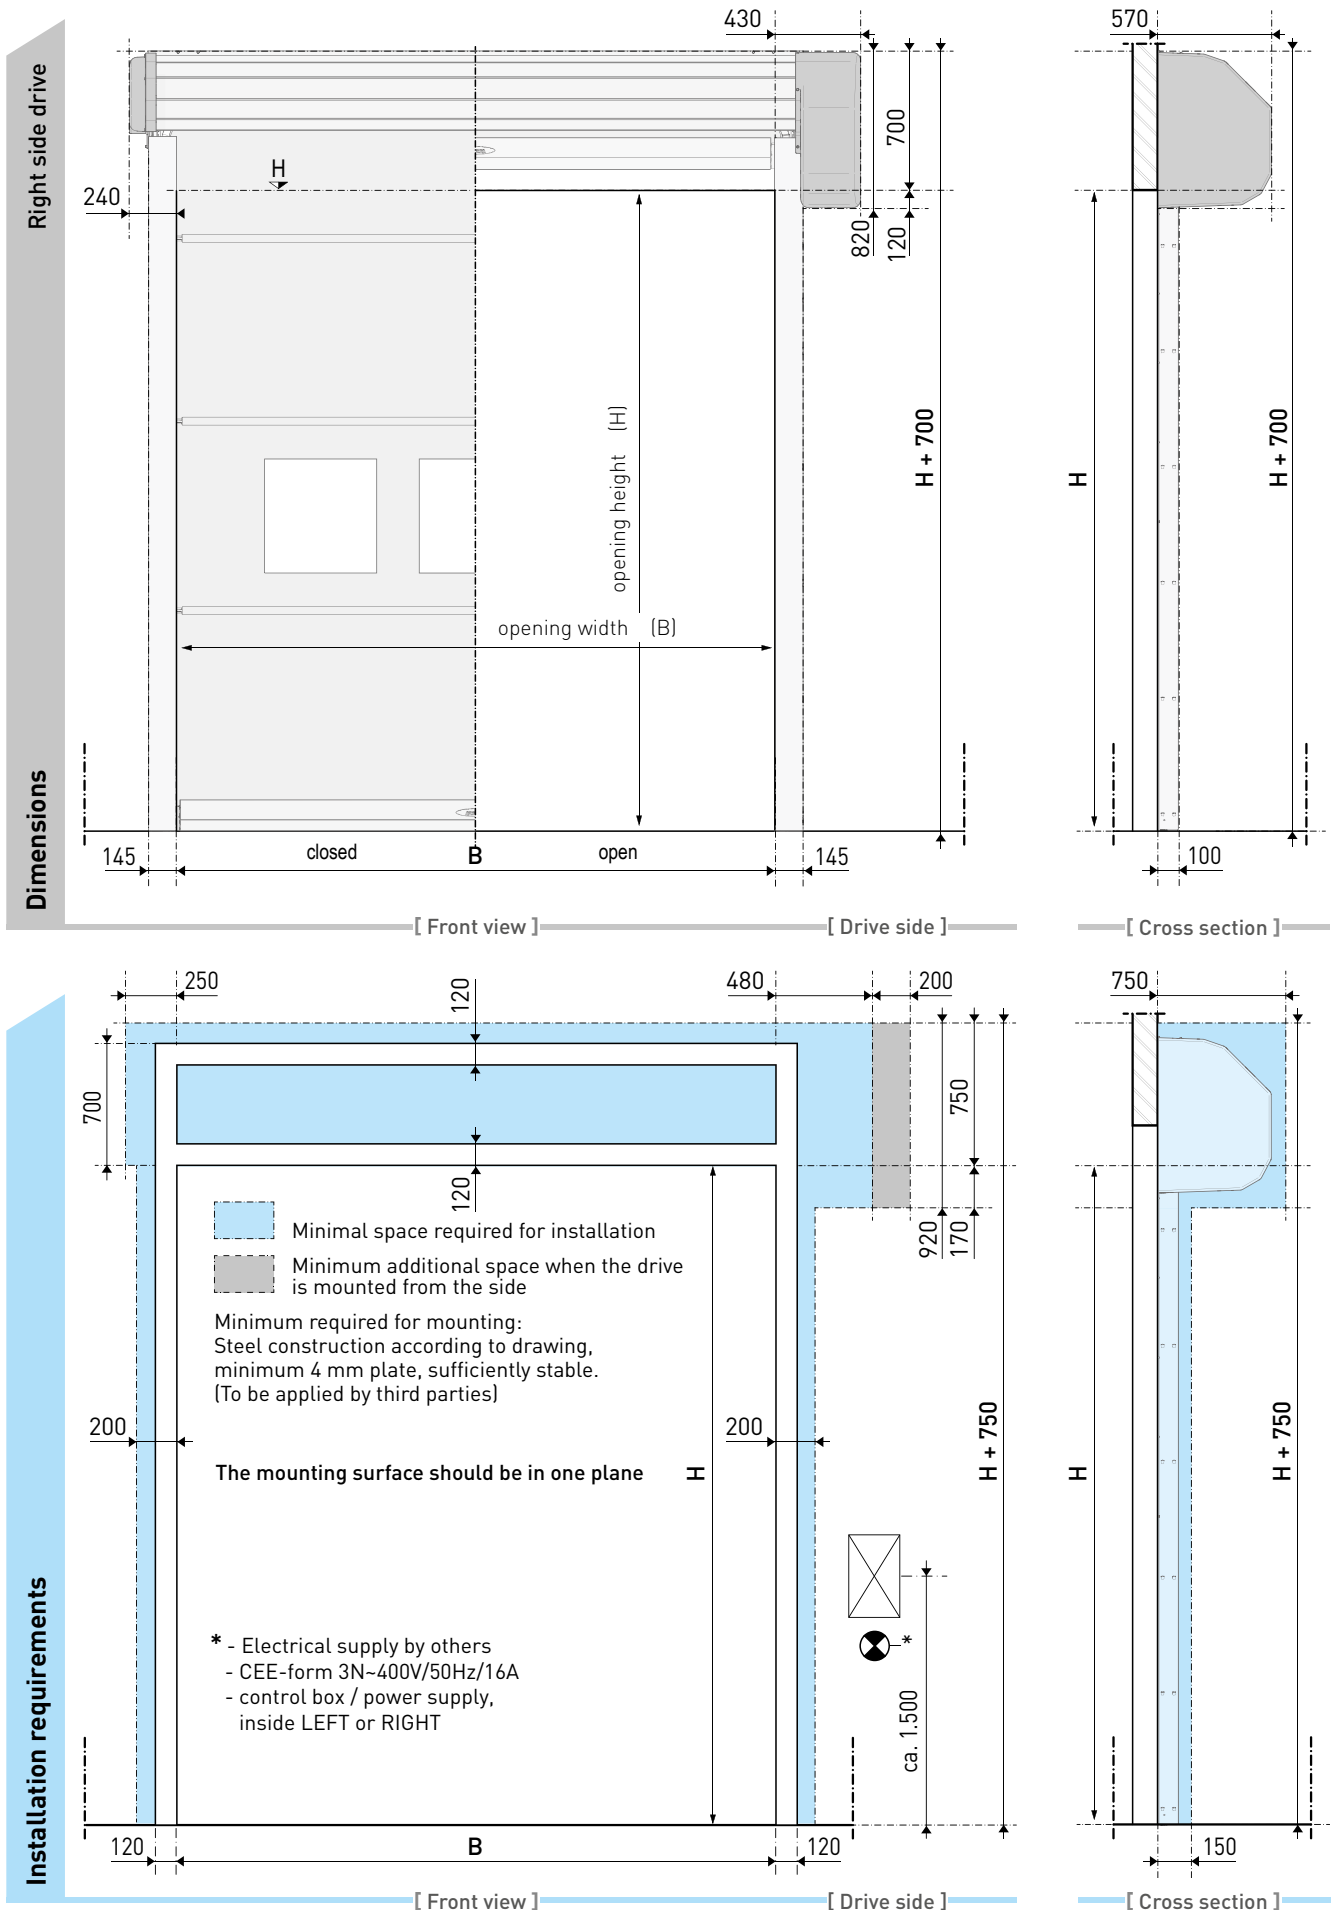 Right side drive
Dimensions
430
570
H
240
700
820
120
opening height (H)
opening width (B)
H + 700
H
H + 700
145
closed
B
open
145
100
[ Front view ]
[ Drive side ]
[ Cross section ]
Installation requirements
250
120
480
200
750
700
750
120
920
170
Minimal space required for installation
Minimum additional space when the drive
is mounted from the side
Minimum required for mounting:
Steel construction according to drawing,
minimum 4 mm plate, sufficiently stable.
(To be applied by third parties)
200
200
The mounting surface should be in one plane
H
H + 750
H
H + 750
* - Electrical supply by others
- CEE-form 3N~400V/50Hz/16A
- control box / power supply,
inside LEFT or RIGHT
*
ca. 1.500
120
B
120
150
[ Front view ]
[ Drive side ]
[ Cross section ]